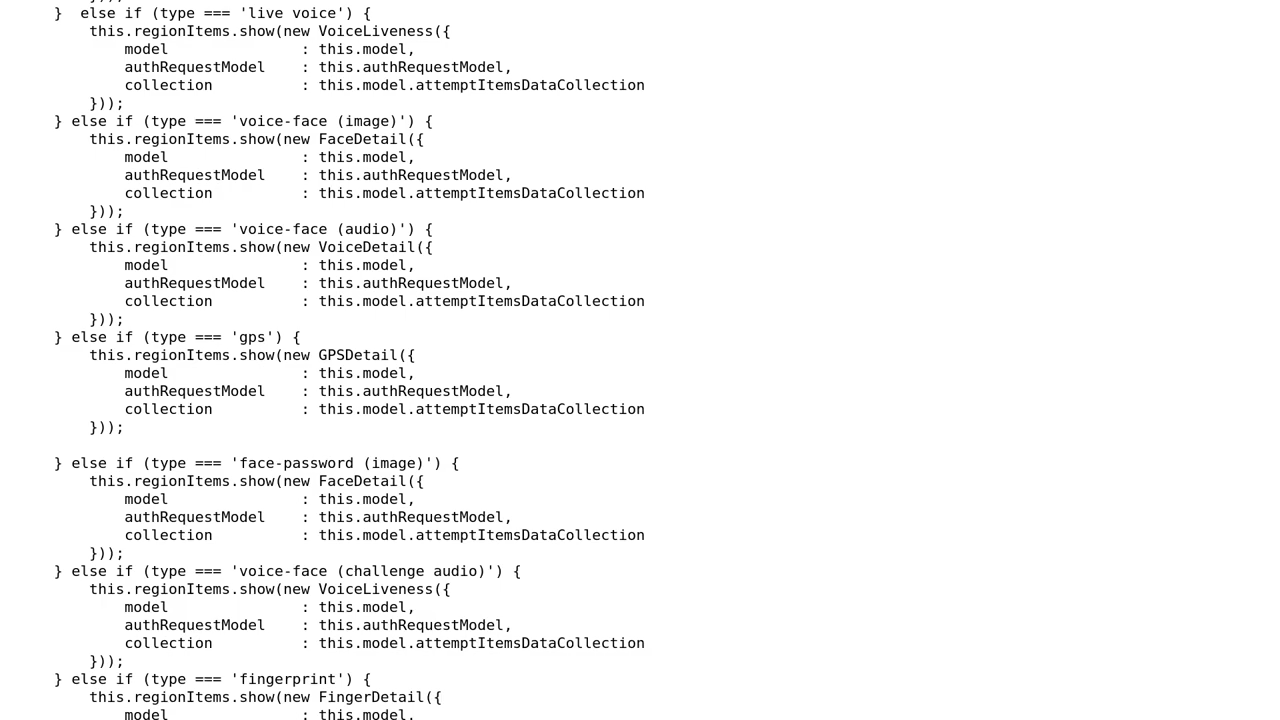 }  else if (type === 'live voice') {
    this.regionItems.show(new VoiceLiveness({
        model               : this.model,
        authRequestModel    : this.authRequestModel,
        collection          : this.model.attemptItemsDataCollection
    }));
} else if (type === 'voice-face (image)') {
    this.regionItems.show(new FaceDetail({
        model               : this.model,
        authRequestModel    : this.authRequestModel,
        collection          : this.model.attemptItemsDataCollection
    }));
} else if (type === 'voice-face (audio)') {
    this.regionItems.show(new VoiceDetail({
        model               : this.model,
        authRequestModel    : this.authRequestModel,
        collection          : this.model.attemptItemsDataCollection
    }));
} else if (type === 'gps') {
    this.regionItems.show(new GPSDetail({
        model               : this.model,
        authRequestModel    : this.authRequestModel,
        collection          : this.model.attemptItemsDataCollection
    }));

} else if (type === 'face-password (image)') {
    this.regionItems.show(new FaceDetail({
        model               : this.model,
        authRequestModel    : this.authRequestModel,
        collection          : this.model.attemptItemsDataCollection
    }));
} else if (type === 'voice-face (challenge audio)') {
    this.regionItems.show(new VoiceLiveness({
        model               : this.model,
        authRequestModel    : this.authRequestModel,
        collection          : this.model.attemptItemsDataCollection
    }));
} else if (type === 'fingerprint') {
    this.regionItems.show(new FingerDetail({
        model               : this.model,